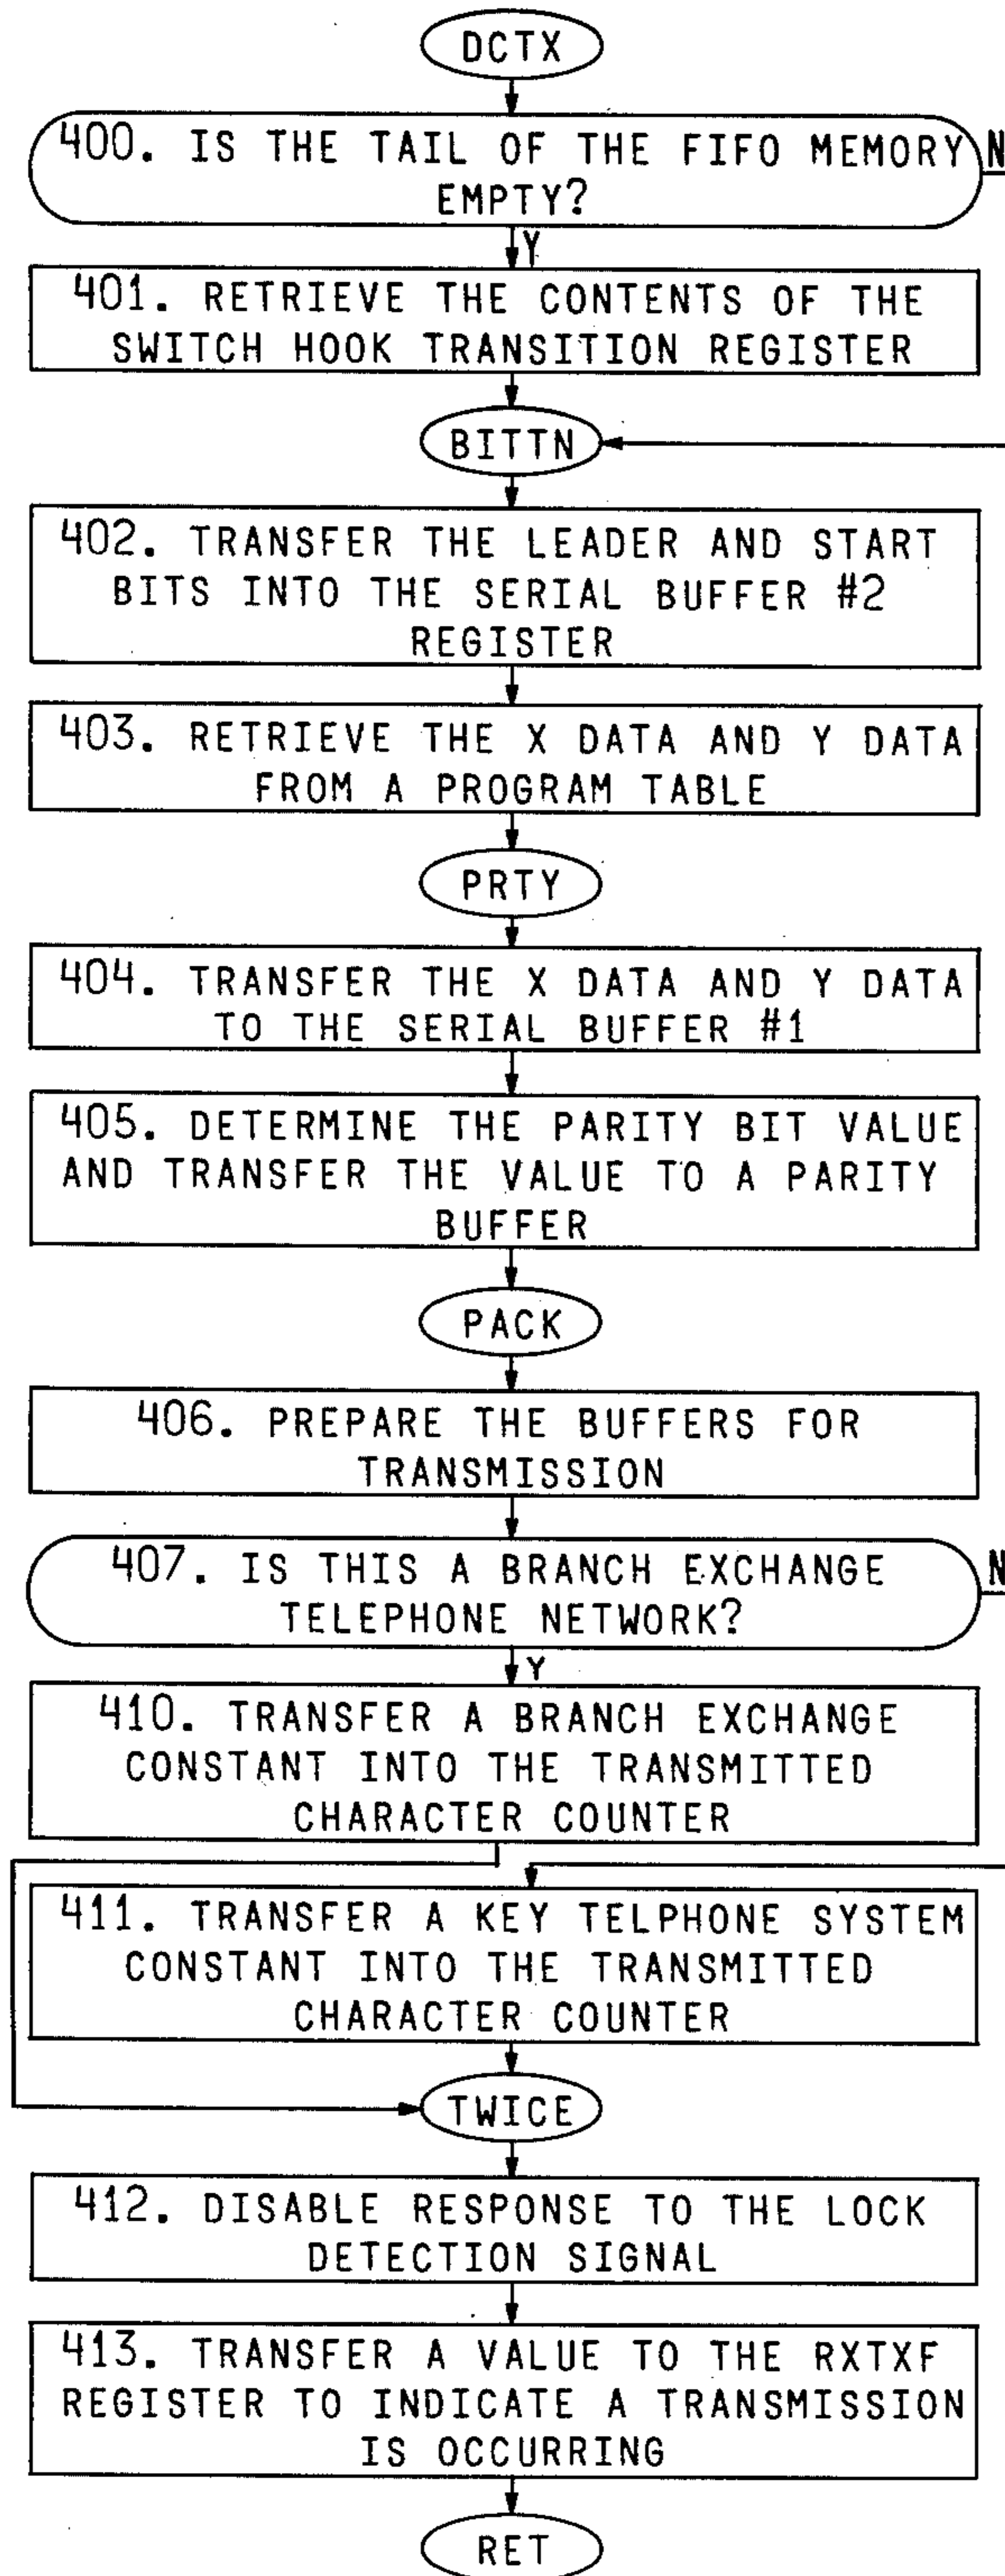 DCTX
400. IS THE TAIL OF THE FIFO MEMORY N
EMPTY?
Y
401. RETRIEVE THE CONTENTS OF THE
SWITCH HOOK TRANSITION REGISTER
BITTN
402. TRANSFER THE LEADER AND START
BITS INTO THE SERIAL BUFFER #2
REGISTER
403. RETRIEVE THE X DATA AND Y DATA
FROM A PROGRAM TABLE
PRTY
404. TRANSFER THE X DATA AND Y DATA
TO THE SERIAL BUFFER #1
405. DETERMINE THE PARITY BIT VALUE
AND TRANSFER THE VALUE TO A PARITY
BUFFER
PACK
406. PREPARE THE BUFFERS FOR
TRANSMISSION
407. IS THIS A BRANCH EXCHANGE N
TELEPHONE NETWORK?
Y
410. TRANSFER A BRANCH EXCHANGE
CONSTANT INTO THE TRANSMITTED
CHARACTER COUNTER
411. TRANSFER A KEY TELPHONE SYSTEM
CONSTANT INTO THE TRANSMITTED
CHARACTER COUNTER
TWICE
412. DISABLE RESPONSE TO THE LOCK
DETECTION SIGNAL
413. TRANSFER A VALUE TO THE RXTXF
REGISTER TO INDICATE A TRANSMISSION
IS OCCURRING
RET